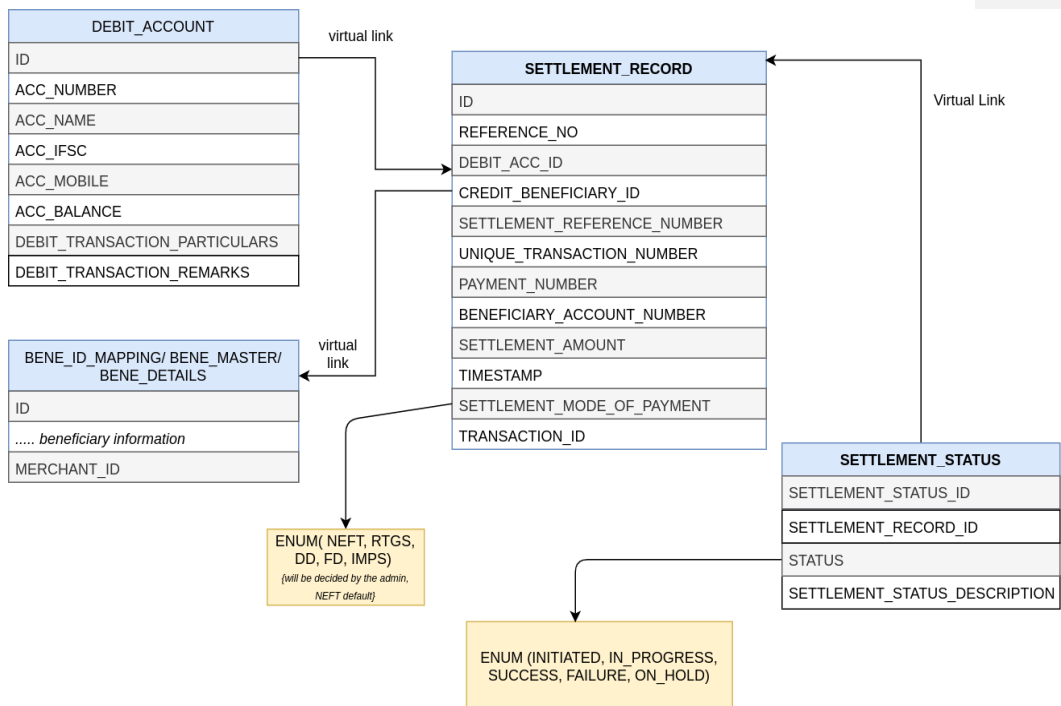 DEBIT_ACCOUNT
ID
ACC_NUMBER
ACC_NAME
ACC_IFSC
ACC_MOBILE
ACC_BALANCE
DEBIT_TRANSACTION_PARTICULARS
DEBIT_TRANSACTION_REMARKS
virtual link
SETTLEMENT_RECORD
ID
REFERENCE_NO
DEBIT_ACC_ID
CREDIT_BENEFICIARY_ID
SETTLEMENT_REFERENCE_NUMBER
UNIQUE_TRANSACTION_NUMBER
PAYMENT_NUMBER
BENEFICIARY_ACCOUNT_NUMBER
SETTLEMENT_AMOUNT
TIMESTAMP
SETTLEMENT_MODE_OF_PAYMENT
TRANSACTION_ID
Virtual Link
BENE_ID_MAPPING/ BENE_MASTER/
BENE_DETAILS
ID
..... beneficiary information
MERCHANT_ID
virtual
link
SETTLEMENT_STATUS
SETTLEMENT_STATUS_ID
SETTLEMENT_RECORD_ID
STATUS
SETTLEMENT_STATUS_DESCRIPTION
ENUM( NEFT, RTGS,
DD, FD, IMPS)
{will be decided by the admin,
NEFT default}
ENUM (INITIATED, IN_PROGRESS,
SUCCESS, FAILURE, ON_HOLD)